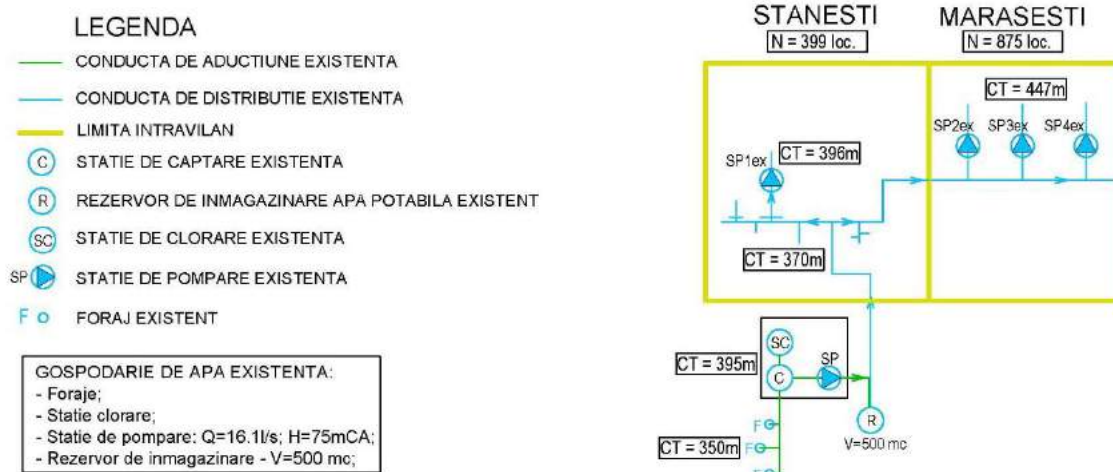 LEGENDA
CONDUCTA DE ADUCTIUNE EXISTENTA
CONDUCTA DE DISTRIBUTIE EXISTENTA
LIMITA INTRAVILAN
C STATIE DE CAPTARE EXISTENTA
R REZERVOR DE INMAGAZINARE APA POTABILA EXISTENT
SC STATIE DE CLORARE EXISTENTA
SP STATIE DE POMPARE EXISTENTA
F FORAJ EXISTENT
GOSPODARIE DE APA EXISTENTA:
- Foraje;
- Statie clorare;
- Statie de pompare: Q=16.1l/s; H=75mCA;
- Rezervor de inmagazinare - V=500 mc;
STANESTI
N = 399 loc.
MARASESTI
N = 875 loc.
CT = 447m
SP2ex SP3ex SP4ex
SP1ex
CT = 396m
CT = 370m
SC
SP
CT = 395m
C
R
V=500 mc
F
F
CT = 350m
F